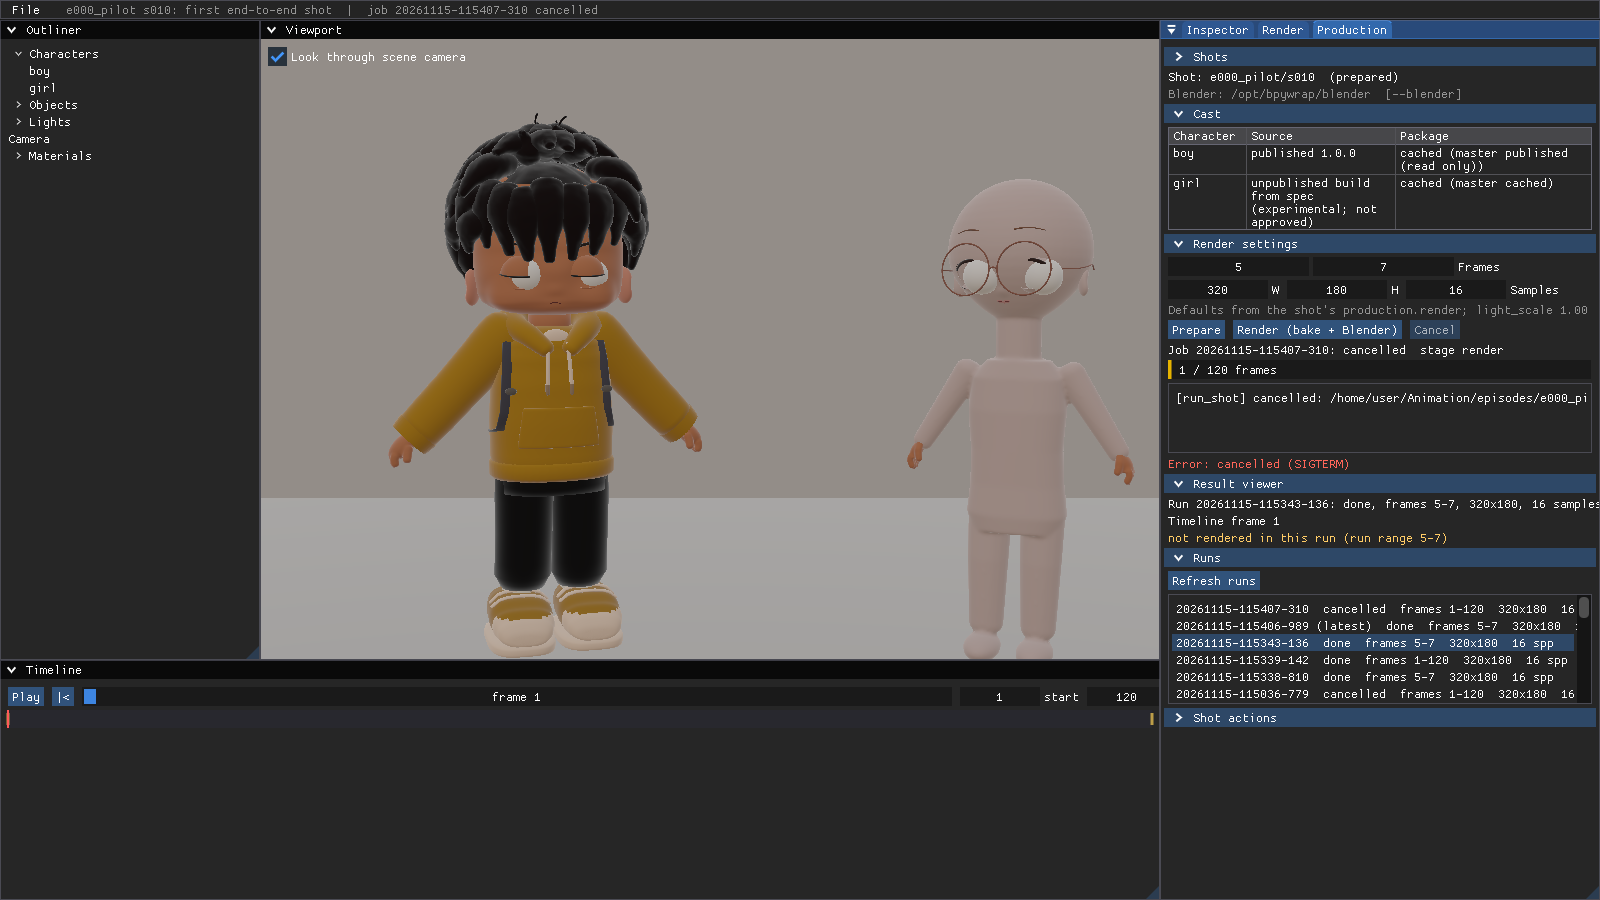 File e000_pilot s010: first end-to-end shot | job 20261115-115407-310 cancelled
Outliner
Characters
boy
girl
Objects
Lights
Camera
Materials
Viewport
Look through scene camera
Inspector Render Production
Shots
Shot: e000_pilot/s010 (prepared)
Blender: /opt/bpywrap/blender [--blender]
Cast
Character Source Package
boy published 1.0.0 cached (master published
(read only))
girl unpublished build cached (master cached)
from spec
(experimental; not
approved)
Render settings
5 7 Frames
320 W 180 H 16 Samples
Defaults from the shot's production.render; light_scale 1.00
Prepare Render (bake + Blender) Cancel
Job 20261115-115407-310: cancelled stage render
1 / 120 frames
[run_shot] cancelled: /home/user/Animation/episodes/e000_pi
Error: cancelled (SIGTERM)
Result viewer
Run 20261115-115343-136: done, frames 5-7, 320x180, 16 samples
Timeline frame 1
not rendered in this run (run range 5-7)
Runs
Refresh runs
20261115-115407-310 cancelled frames 1-120 320x180 16
20261115-115406-989 (latest) done frames 5-7 320x180
20261115-115343-136 done frames 5-7 320x180 16 spp
20261115-115339-142 done frames 1-120 320x180 16 spp
20261115-115338-810 done frames 5-7 320x180 16 spp
20261115-115036-779 cancelled frames 1-120 320x180 16
Shot actions
Timeline
Play |< frame 1 1 start 120